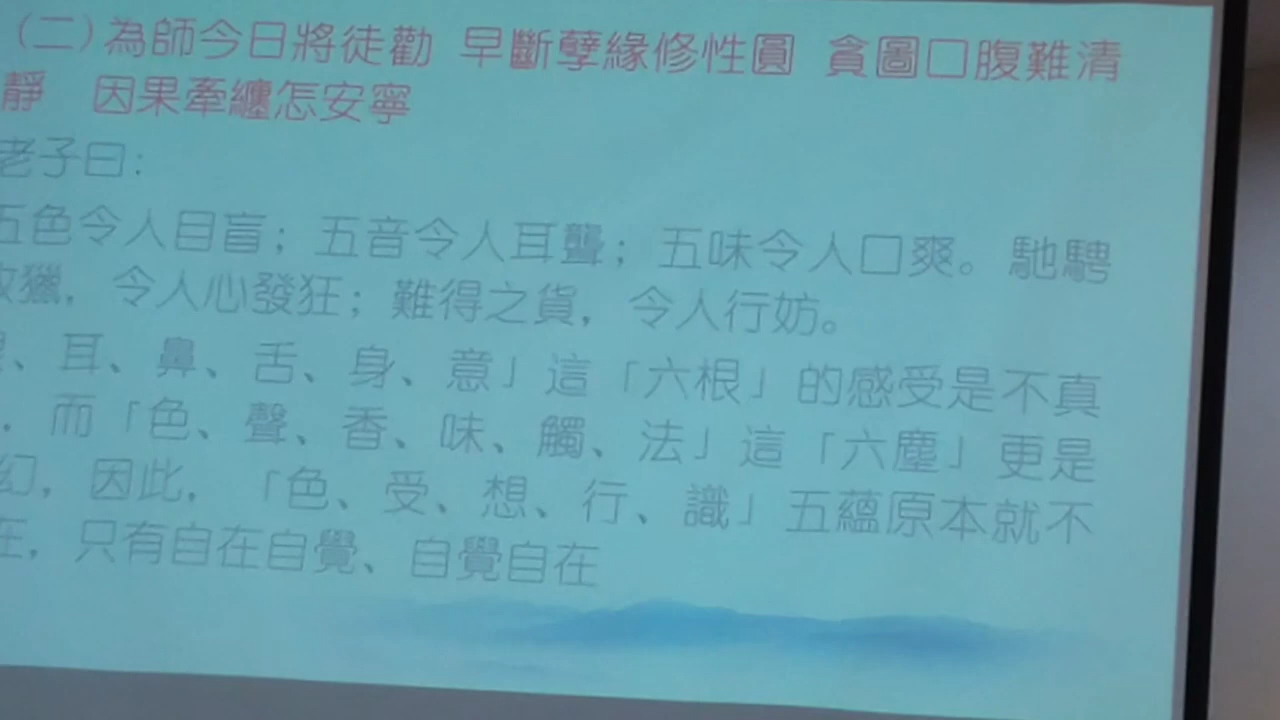 (二)為師今日將徒勸 早斷孽緣修性圓 貪圖口腹難清
靜 因果牽纏怎安寧
老子曰:
五色令人目盲;五音令人耳聾;五味令人口爽。馳騁
獵,令人心發狂;難得之貨,令人行妨。
、耳、鼻、舌、身、意」這「六根」的感受是不真
,而「色、聲、香、味、觸、法」這「六塵」更是
幻,因此,「色、受、想、行、識」五蘊原本就不
在,只有自在自覺、自覺自在